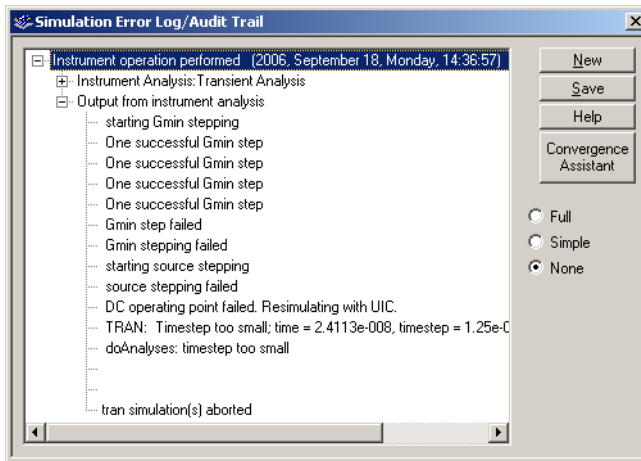 Simulation Error Log/Audit Trail
Instrument operation performed (2006, September 18, Monday, 14:36:57)
Instrument Analysis:Transient Analysis
Output from instrument analysis
starting Gmin stepping
One successful Gmin step
One successful Gmin step
One successful Gmin step
One successful Gmin step
Gmin step failed
Gmin stepping failed
starting source stepping
source stepping failed
DC operating point failed. Resimulating with UIC.
TRAN: Timestep too small; time = 2.4113e-008, timestep = 1.25e-0
doAnalyses: timestep too small
tran simulation(s) aborted
New
Save
Help
Convergence
Assistant
Full
Simple
None